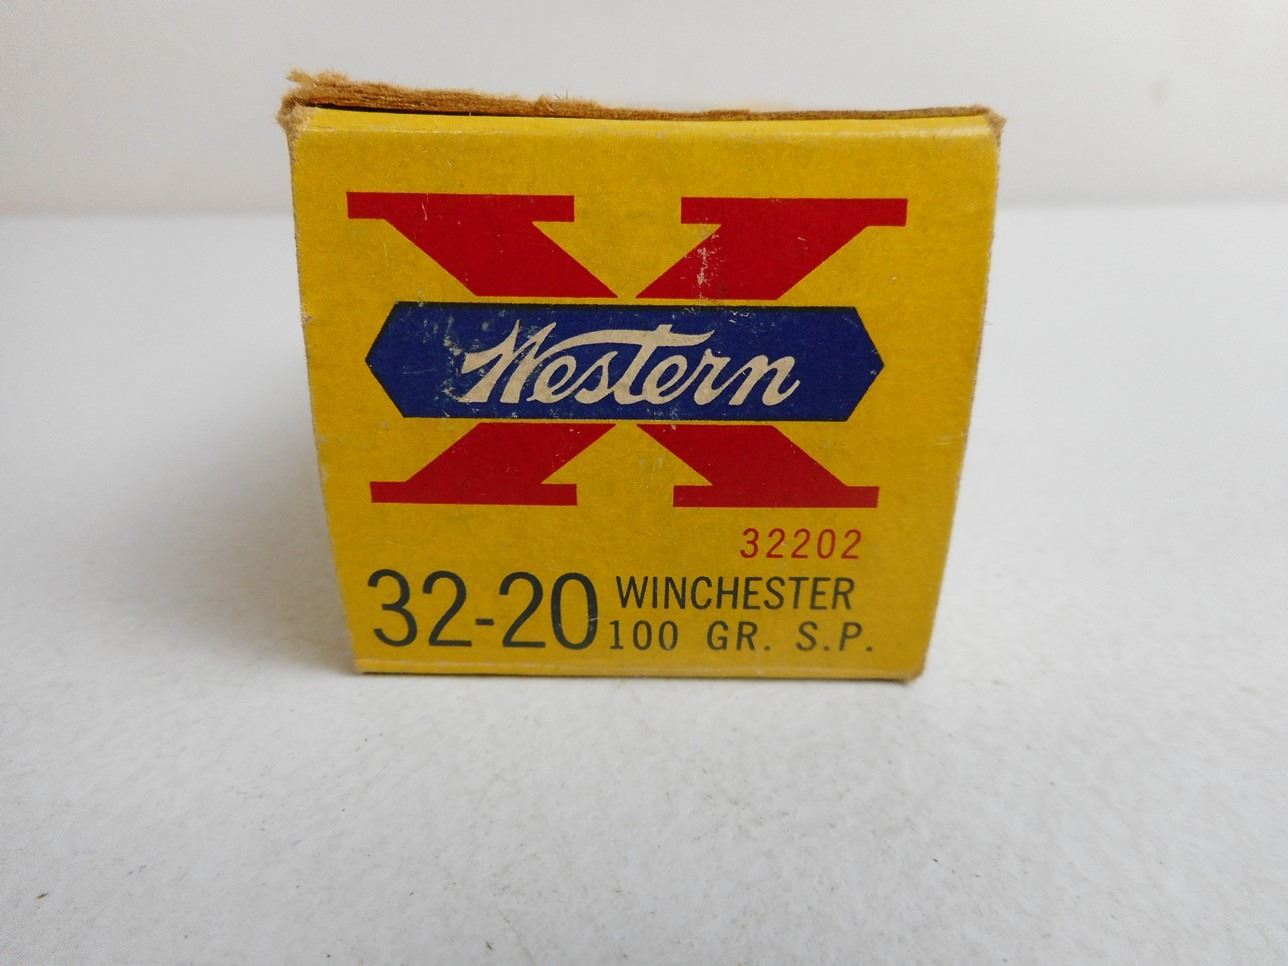 X
Western
32202
32-20 WINCHESTER
100 GR. S.P.